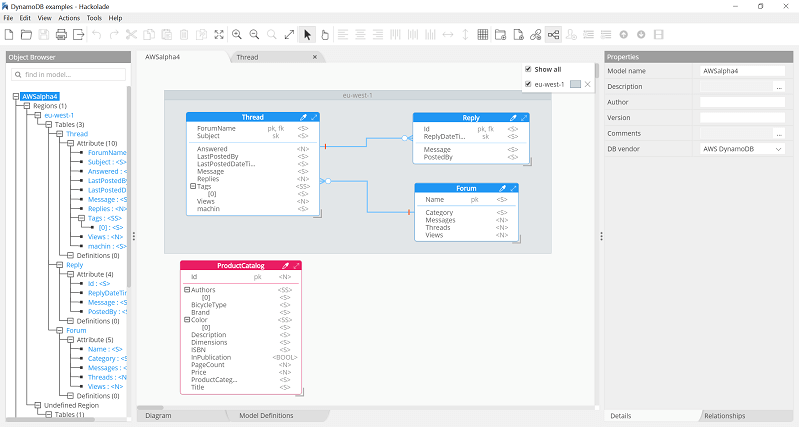 DynamoDB examples - Hackolade
File Edit View Actions Tools Help
Object Browser
find in model...
AWSalpha4
Regions (1)
eu-west-1
Tables (3)
Thread
Attribute (10)
ForumName
Subject : <S>
Answered : <N>
LastPostedBy
LastPostedD
Message : <S>
Replies : <N>
Tags : <SS>
[0] : <S>
Views : <N>
machin : <S>
Definitions (0)
Reply
Attribute (4)
Id : <S>
ReplyDateTim
Message : <S>
PostedBy : <S>
Definitions (0)
Forum
Attribute (5)
Name : <S>
Category : <S>
Messages : <N>
Threads : <N>
Views : <N>
Definitions (0)
Undefined Region
Tables (1)
AWSalpha4
Thread
Show all
eu-west-1
eu-west-1
Thread
ForumName pk, fk <S>
Subject sk <S>
Answered <N>
LastPostedBy <S>
LastPostedDateTi... <S>
Message <S>
Replies <N>
Tags <SS>
[0] <S>
Views <N>
machin <S>
Reply
Id pk, fk <S>
ReplyDateTi... sk <S>
Message <S>
PostedBy <S>
Forum
Name pk <S>
Category <S>
Messages <N>
Threads <N>
Views <N>
ProductCatalog
Id pk <N>
Authors <SS>
[0] <S>
BicycleType <S>
Brand <S>
Color <SS>
[0] <S>
Description <S>
Dimensions <S>
ISBN <S>
InPublication <BOOL>
PageCount <N>
Price <N>
ProductCateg... <S>
Title <S>
Diagram
Model Definitions
Properties
Model name AWSalpha4
Description ...
Author
Version
Comments ...
DB vendor AWS DynamoDB
Details
Relationships